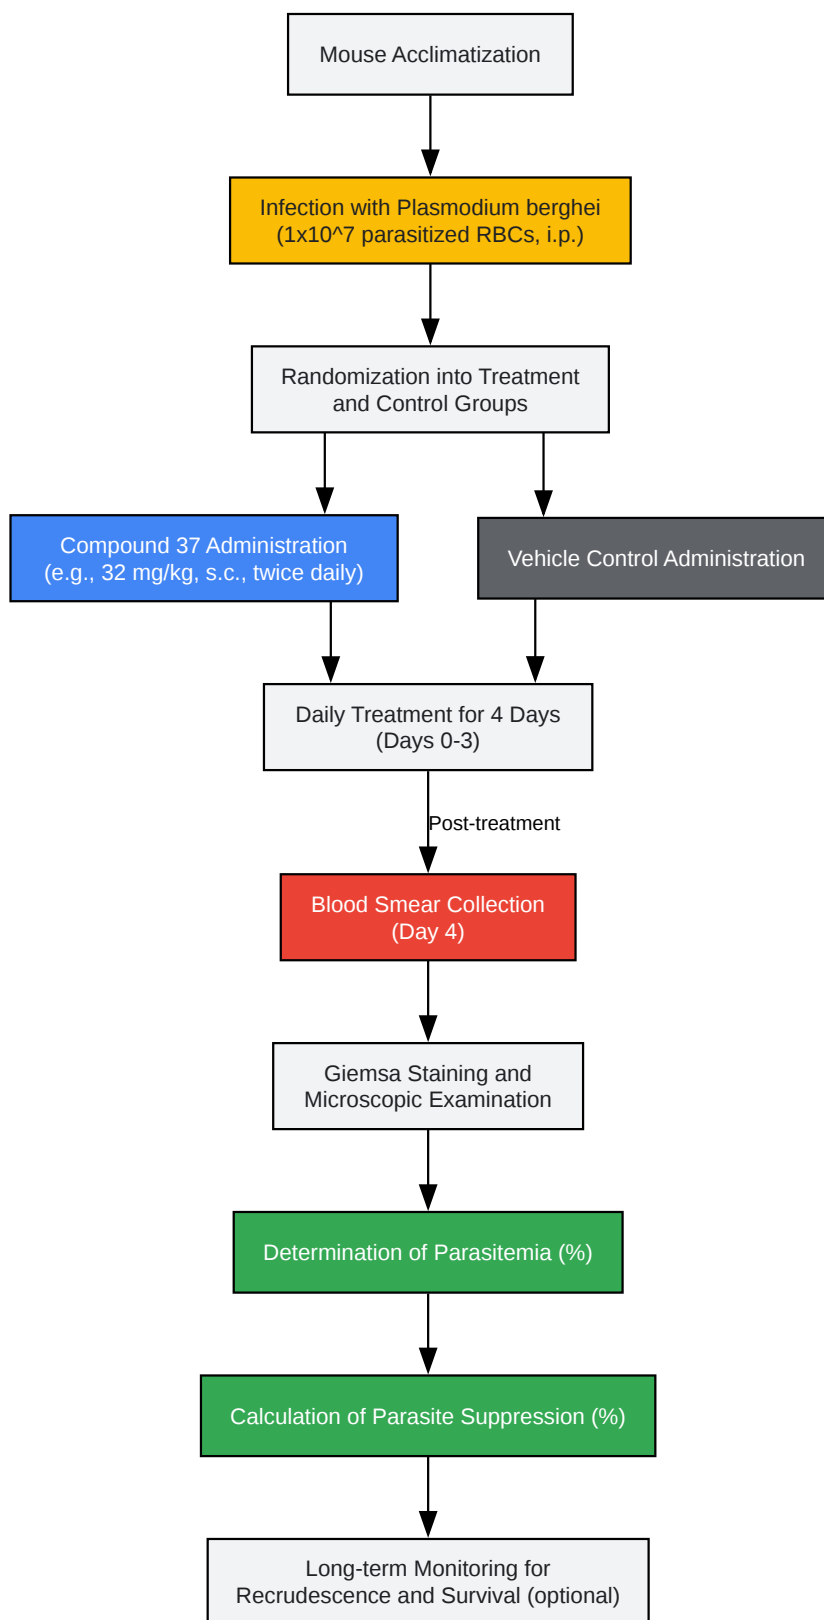 Mouse Acclimatization
Infection with Plasmodium berghei
(1x10^7 parasitized RBCs, i.p.)
Randomization into Treatment
and Control Groups
Compound 37 Administration
(e.g., 32 mg/kg, s.c., twice daily)
Vehicle Control Administration
Daily Treatment for 4 Days
(Days 0-3)
Post-treatment
Blood Smear Collection
(Day 4)
Giemsa Staining and
Microscopic Examination
Determination of Parasitemia (%)
Calculation of Parasite Suppression (%)
Long-term Monitoring for
Recrudescence and Survival (optional)